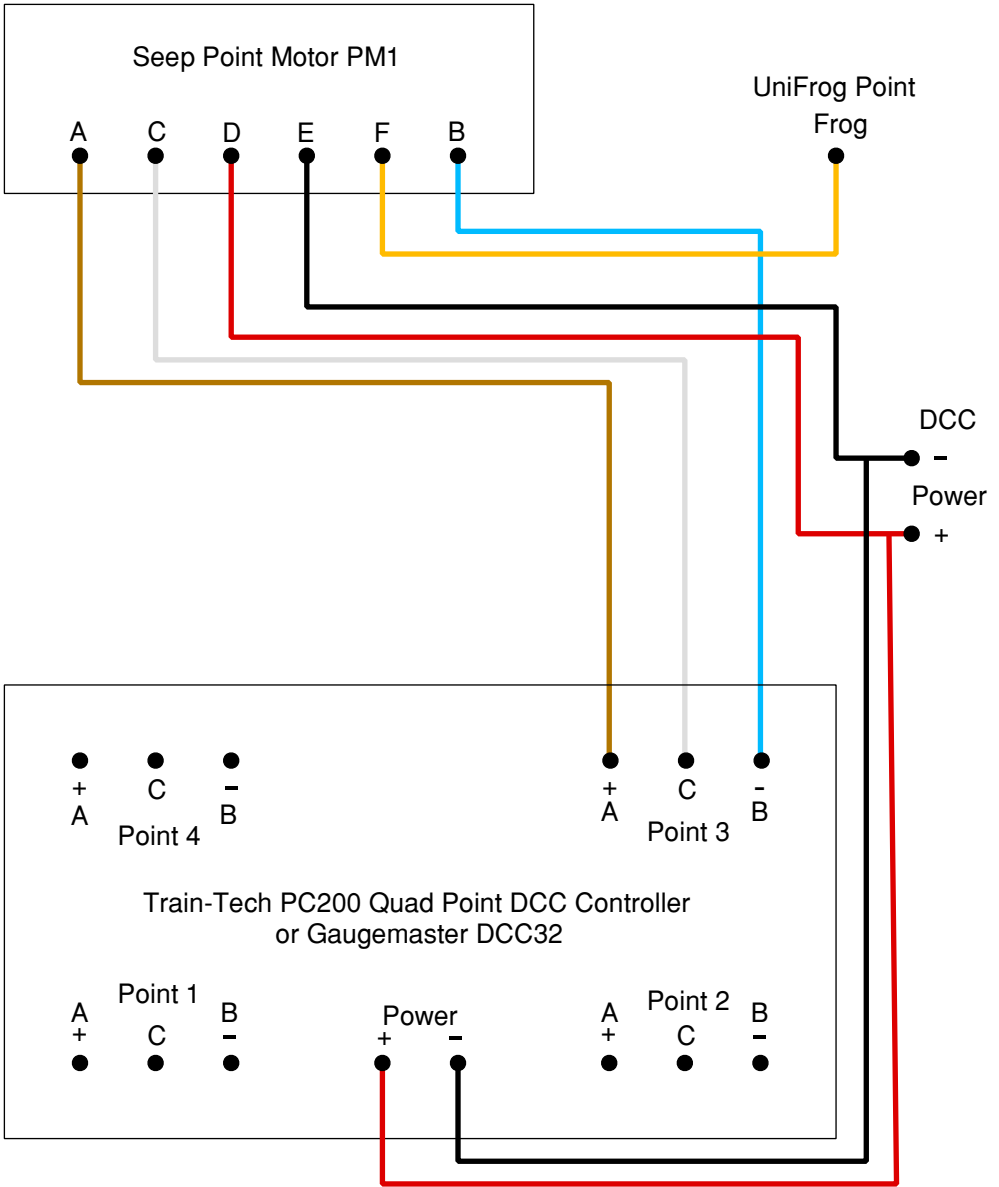 Seep Point Motor PM1
A C D E F B
UniFrog Point
Frog
DCC
−
Power
+
+ C −
A B
Point 4
+ C -
A B
Point 3
Train-Tech PC200 Quad Point DCC Controller
or Gaugemaster DCC32
Point 1
A B
+ C −
Power
+ −
Point 2
A B
+ C −